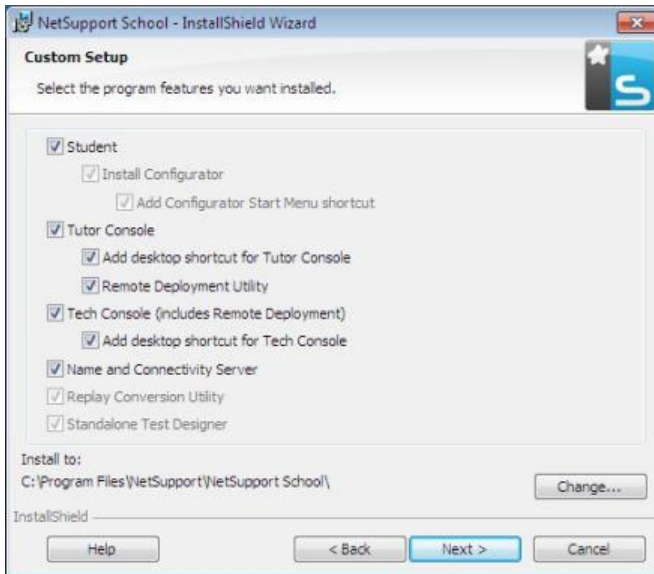 NetSupport School - InstallShield Wizard
Custom Setup
Select the program features you want installed.
S
Student
Install Configurator
Add Configurator Start Menu shortcut
Tutor Console
Add desktop shortcut for Tutor Console
Remote Deployment Utility
Tech Console (includes Remote Deployment)
Add desktop shortcut for Tech Console
Name and Connectivity Server
Replay Conversion Utility
Standalone Test Designer
Install to:
C:\Program Files\NetSupport\NetSupport School\
Change...
InstallShield
Help
< Back
Next >
Cancel